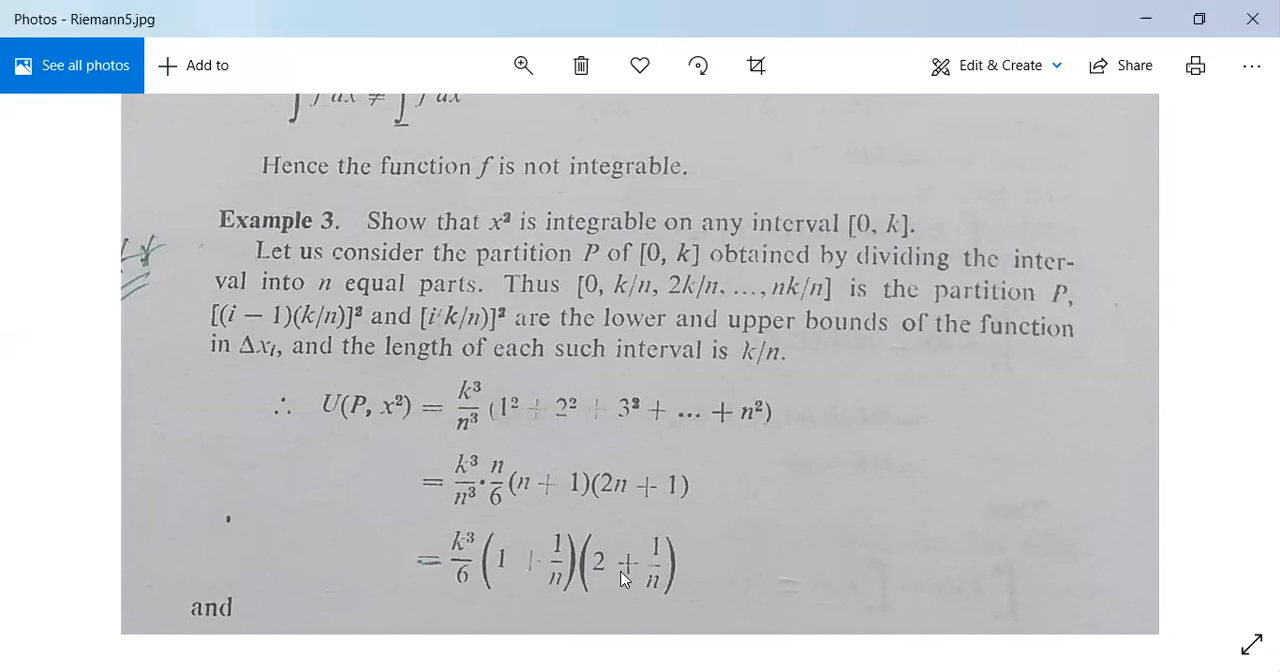 Photos - Riemann5.jpg
See all photos
Add to
Edit & Create
Share
∫ f dx ≠ ∫ f dx
Hence the function f is not integrable.
Example 3. Show that x² is integrable on any interval [0, k].
Let us consider the partition P of [0, k] obtained by dividing the inter-
val into n equal parts. Thus [0, k/n, 2k/n, ..., nk/n] is the partition P,
[(i − 1)(k/n)]² and [i(k/n)]² are the lower and upper bounds of the function
in Δxᵢ, and the length of each such interval is k/n.
∴ U(P, x²) = k³/n³ (1² + 2² + 3² + ... + n²)
= k³/n³ · n/6 (n + 1)(2n + 1)
= k³/6 (1 + 1/n)(2 + 1/n)
and